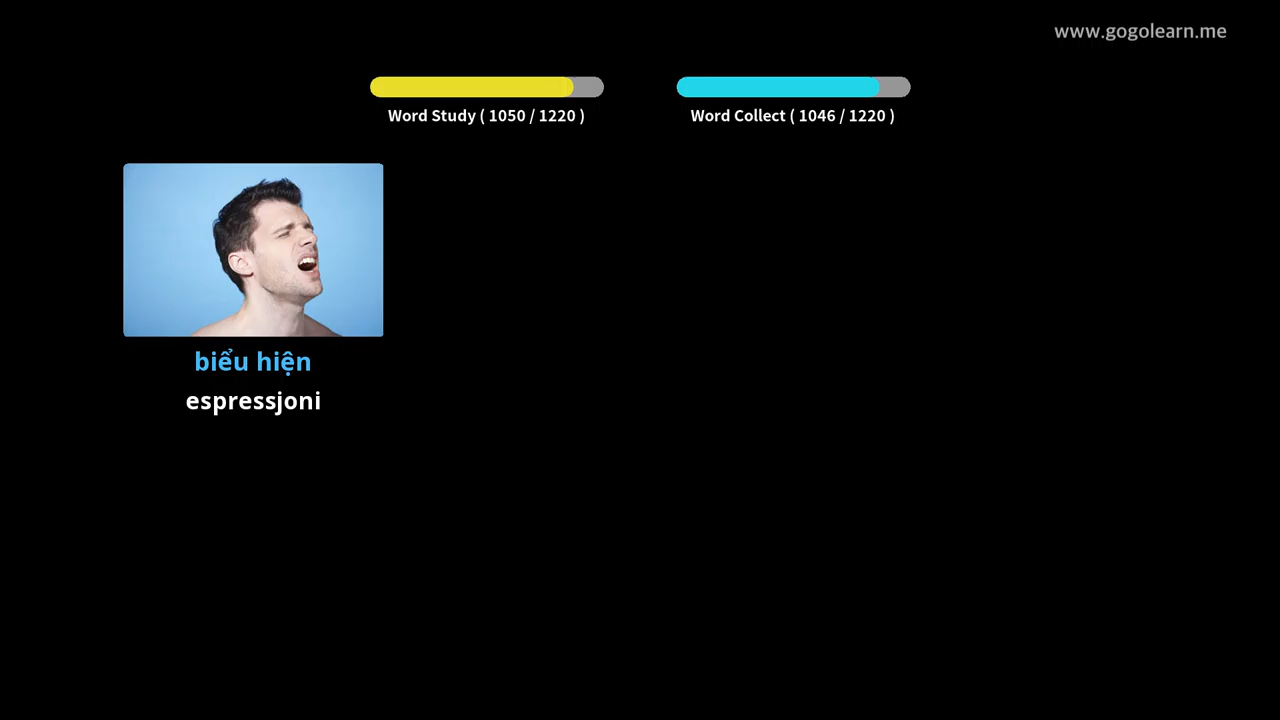 www.gogolearn.me
Word Study ( 1050 / 1220 )
Word Collect ( 1046 / 1220 )
biểu hiện
espressjoni